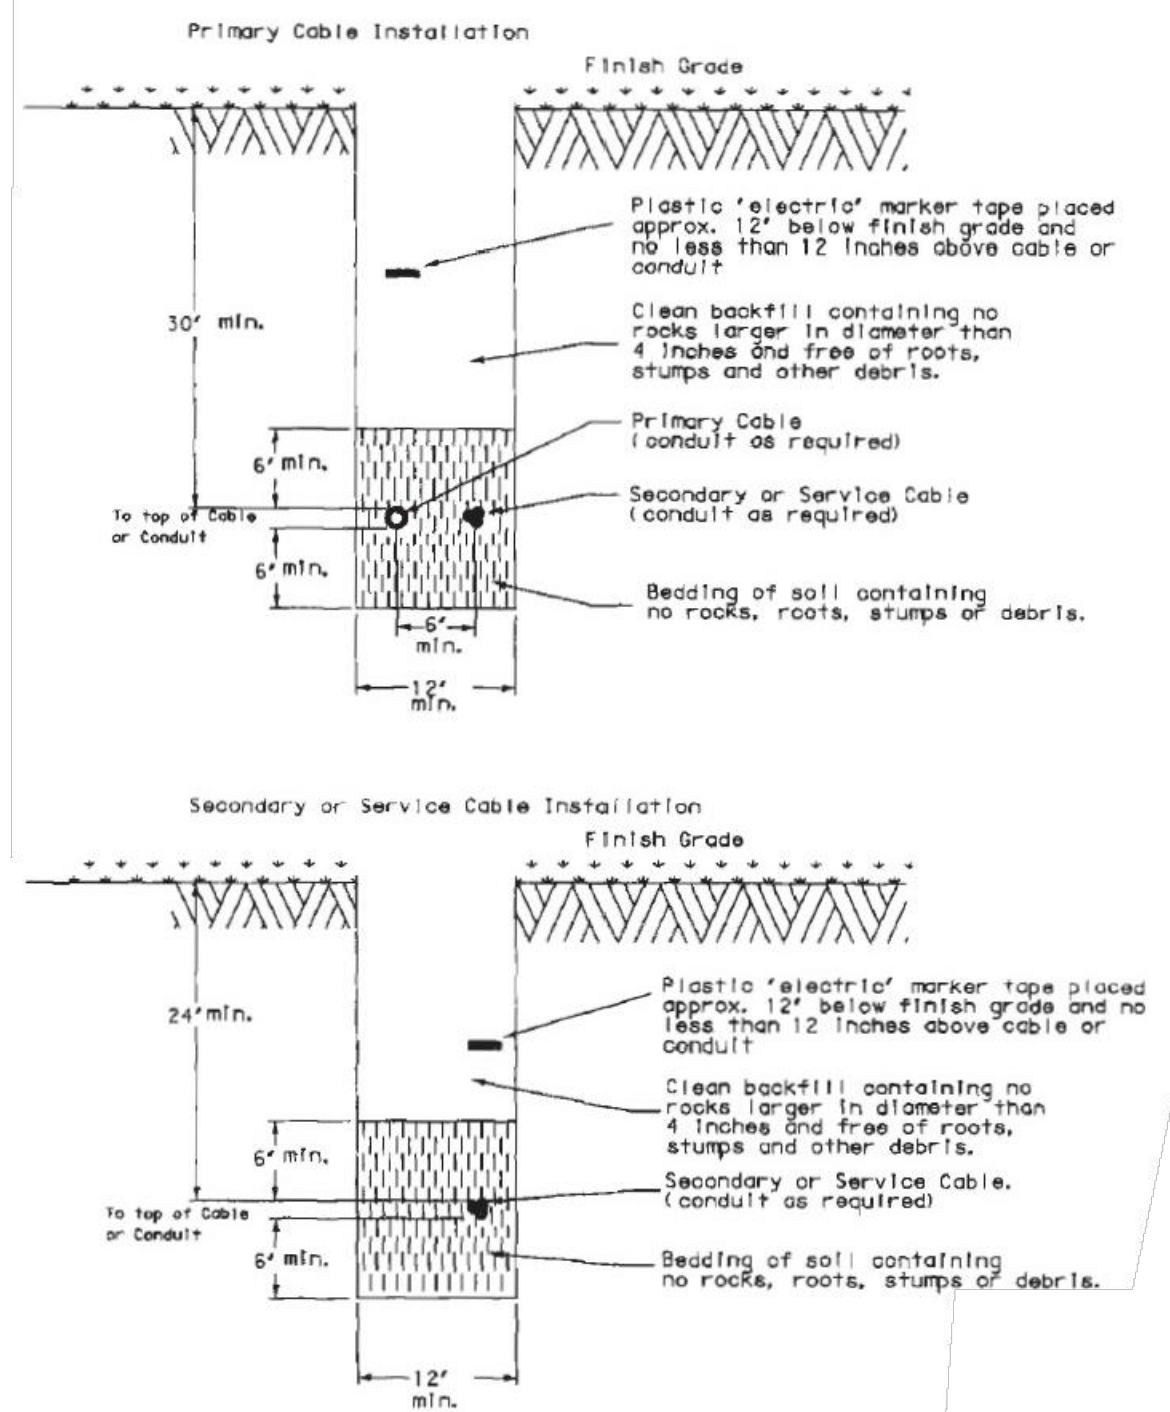 Primary Cable Installation
Finish Grade
Plastic 'electric' marker tape placed
approx. 12' below finish grade and
no less than 12 inches above cable or
conduit
30' min.
Clean backfill containing no
rocks larger in diameter than
4 inches and free of roots,
stumps and other debris.
Primary Cable
(conduit as required)
6' min.
Secondary or Service Cable
(conduit as required)
To top of Cable
or Conduit
6' min.
Bedding of soil containing
no rocks, roots, stumps or debris.
6'
min.
12'
min.
Secondary or Service Cable Installation
Finish Grade
Plastic 'electric' marker tape placed
approx. 12' below finish grade and no
less than 12 inches above cable or
conduit
24' min.
Clean backfill containing no
rocks larger in diameter than
4 inches and free of roots,
stumps and other debris.
6' min.
Secondary or Service Cable.
(conduit as required)
To top of Cable
or Conduit
6' min.
Bedding of soil containing
no rocks, roots, stumps or debris.
12'
min.